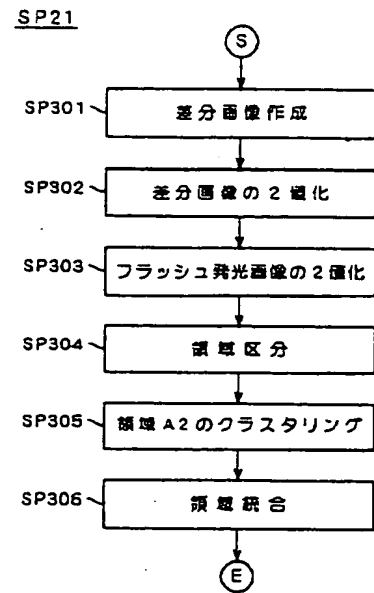 SP21
S
SP301 差分画像作成
SP302 差分画像の2値化
SP303 フラッシュ発光画像の2値化
SP304 領域区分
SP305 領域A2のクラスタリング
SP306 領域統合
E